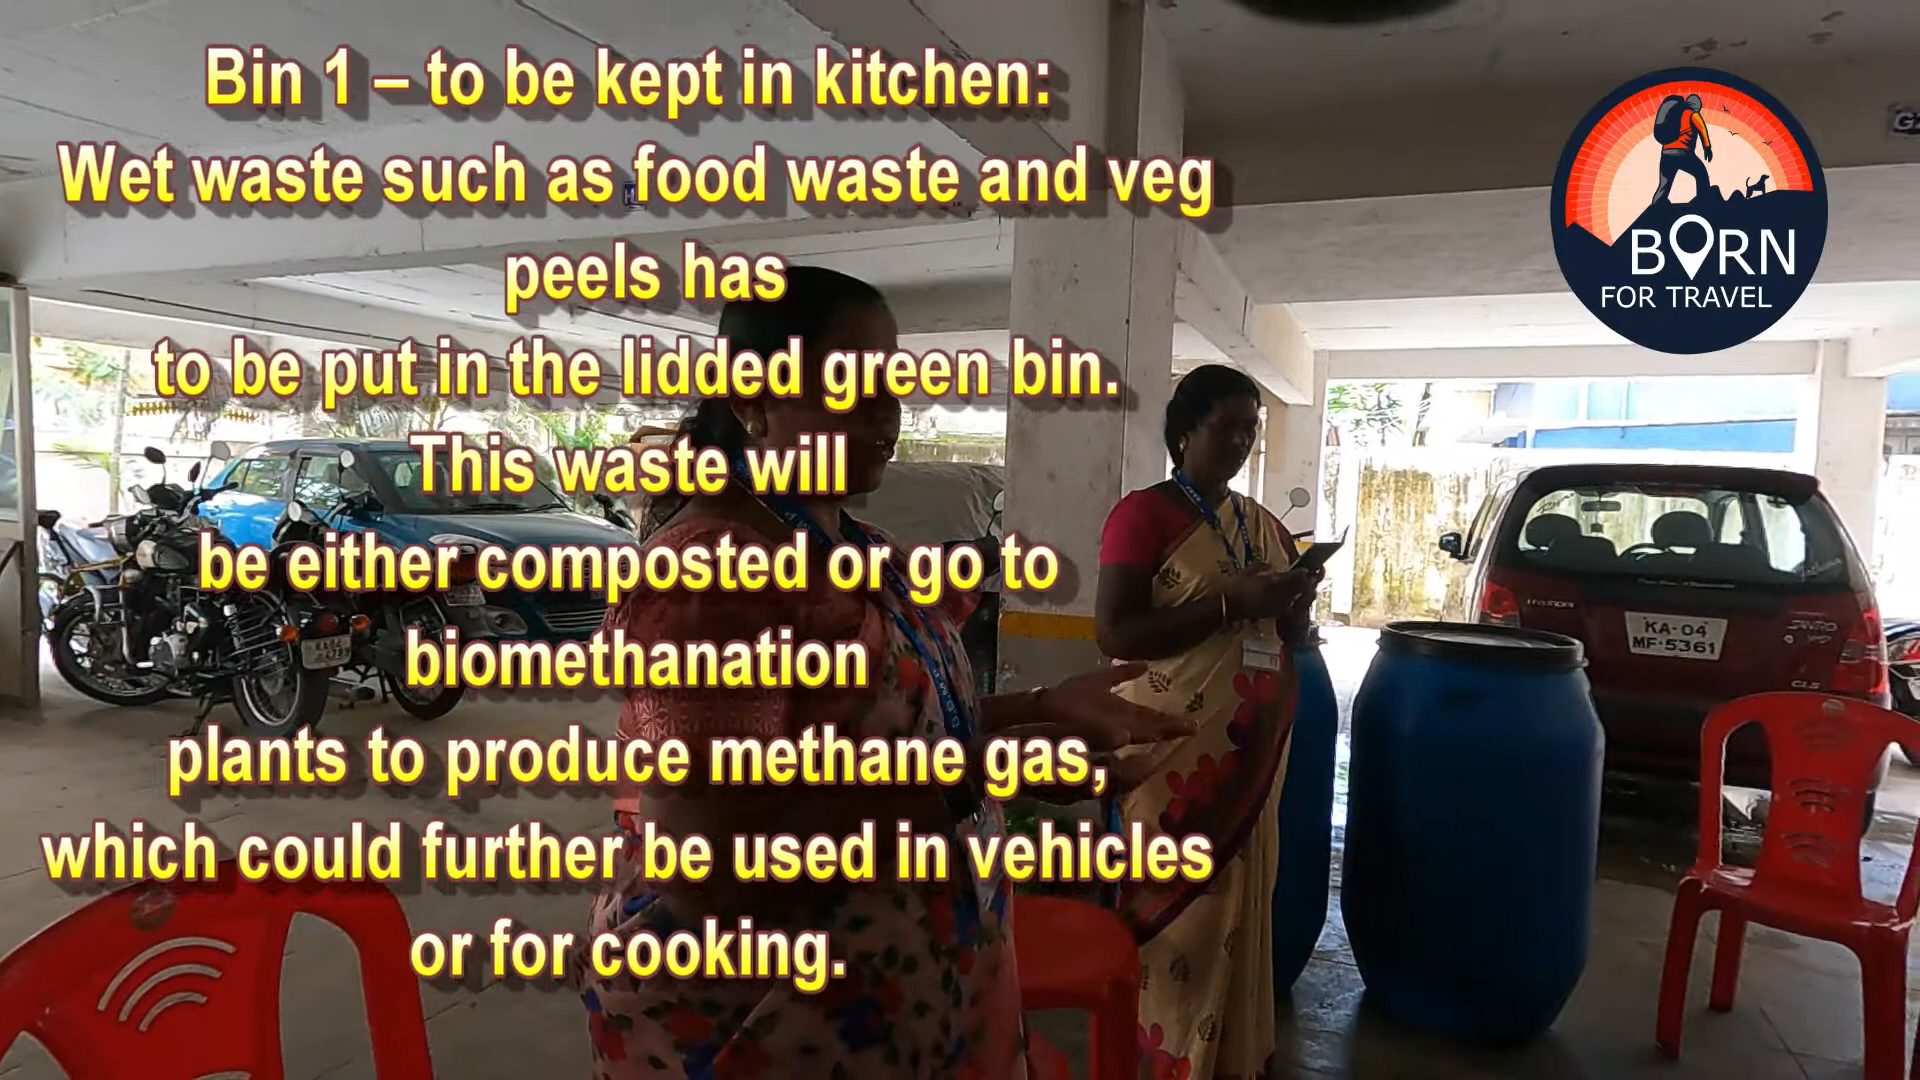 Bin 1 – to be kept in kitchen:
Wet waste such as food waste and veg
peels has
to be put in the lidded green bin.
This waste will
be either composted or go to
biomethanation
plants to produce methane gas,
which could further be used in vehicles
or for cooking.
BORN
FOR TRAVEL
KA-04
MF-5361
HYUNDAI
SANTRO
GLS